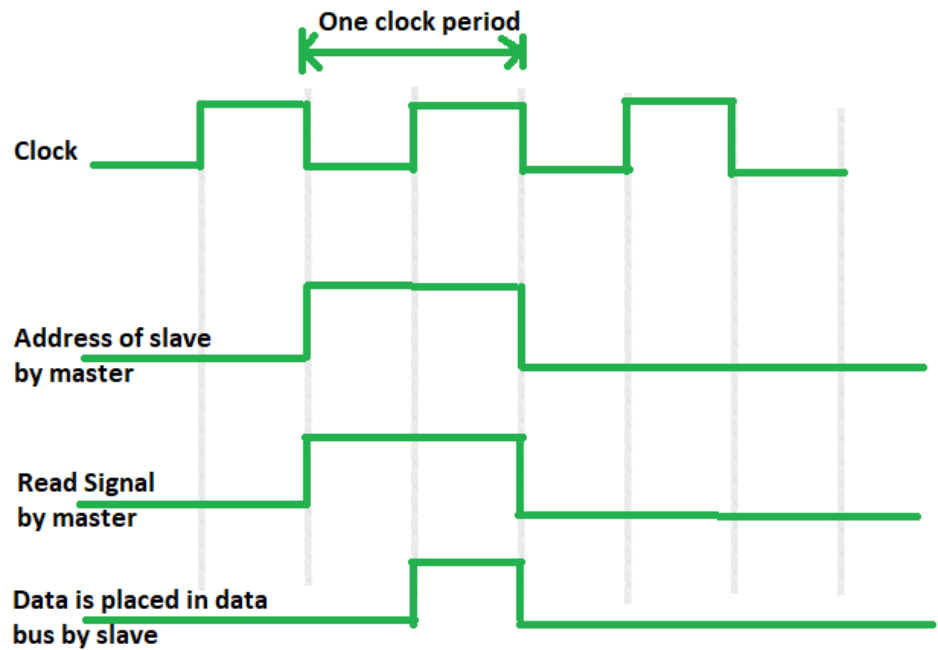 One clock period
Clock
Address of slave
by master
Read Signal
by master
Data is placed in data
bus by slave